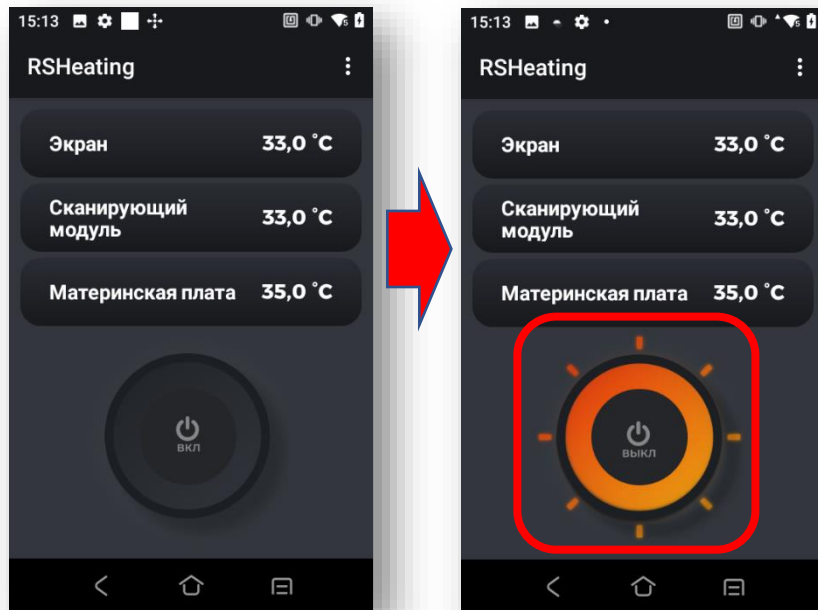 15:13
RSHeating
Экран 33,0 °C
Сканирующий
модуль 33,0 °C
Материнская плата 35,0 °C
ВКЛ
15:13
RSHeating
Экран 33,0 °C
Сканирующий
модуль 33,0 °C
Материнская плата 35,0 °C
ВЫКЛ